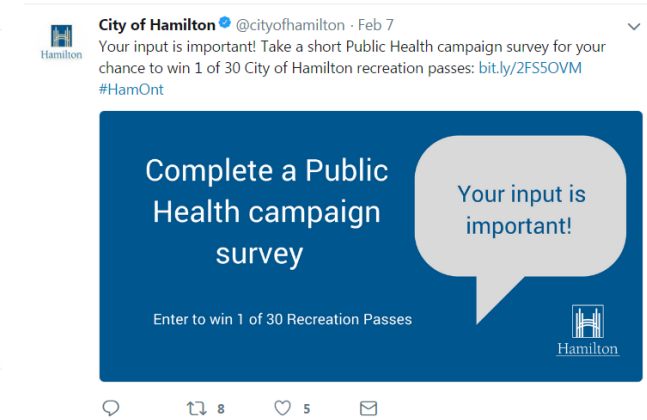 City of Hamilton @cityofhamilton · Feb 7
Hamilton
Your input is important! Take a short Public Health campaign survey for your
chance to win 1 of 30 City of Hamilton recreation passes: bit.ly/2FS5OVM
#HamOnt
Complete a Public
Health campaign
survey
Your input is
important!
Enter to win 1 of 30 Recreation Passes
Hamilton
8
5